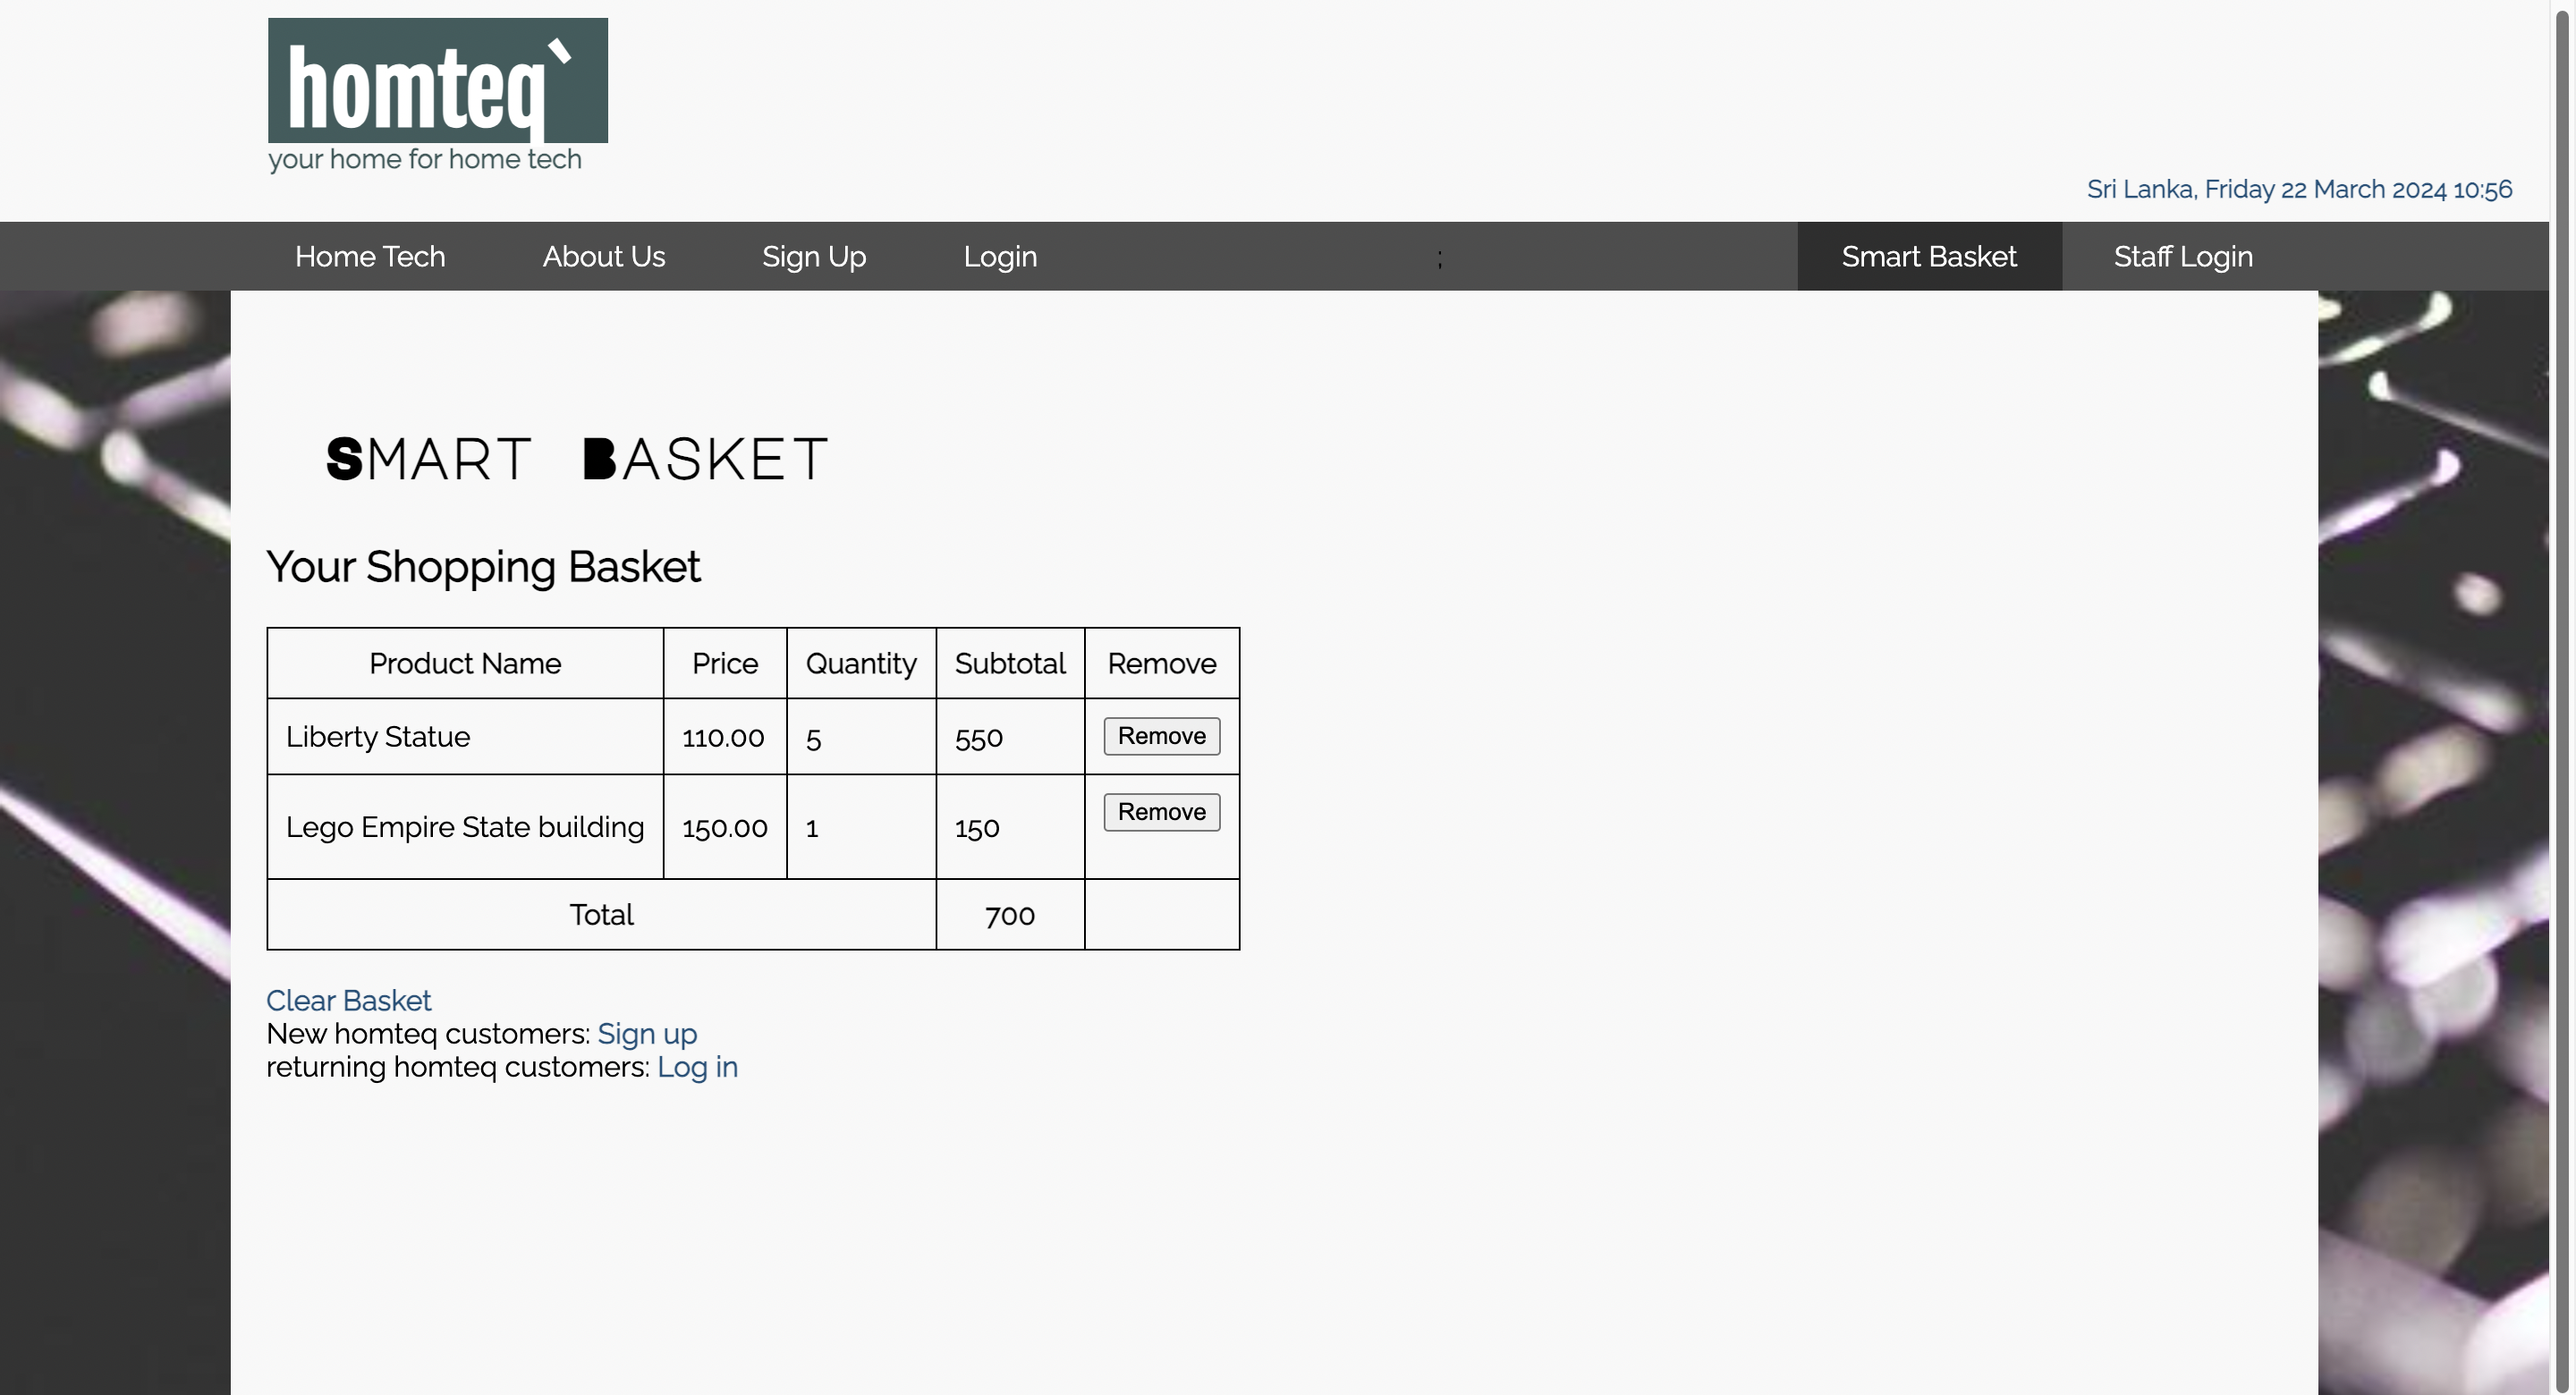 homteq`
your home for home tech
Sri Lanka, Friday 22 March 2024 10:56
Home Tech About Us Sign Up Login ; Smart Basket Staff Login
SMART BASKET
Your Shopping Basket
Product Name Price Quantity Subtotal Remove
Liberty Statue 110.00 5 550 Remove
Lego Empire State building 150.00 1 150 Remove
Total 700
Clear Basket
New homteq customers: Sign up
returning homteq customers: Log in